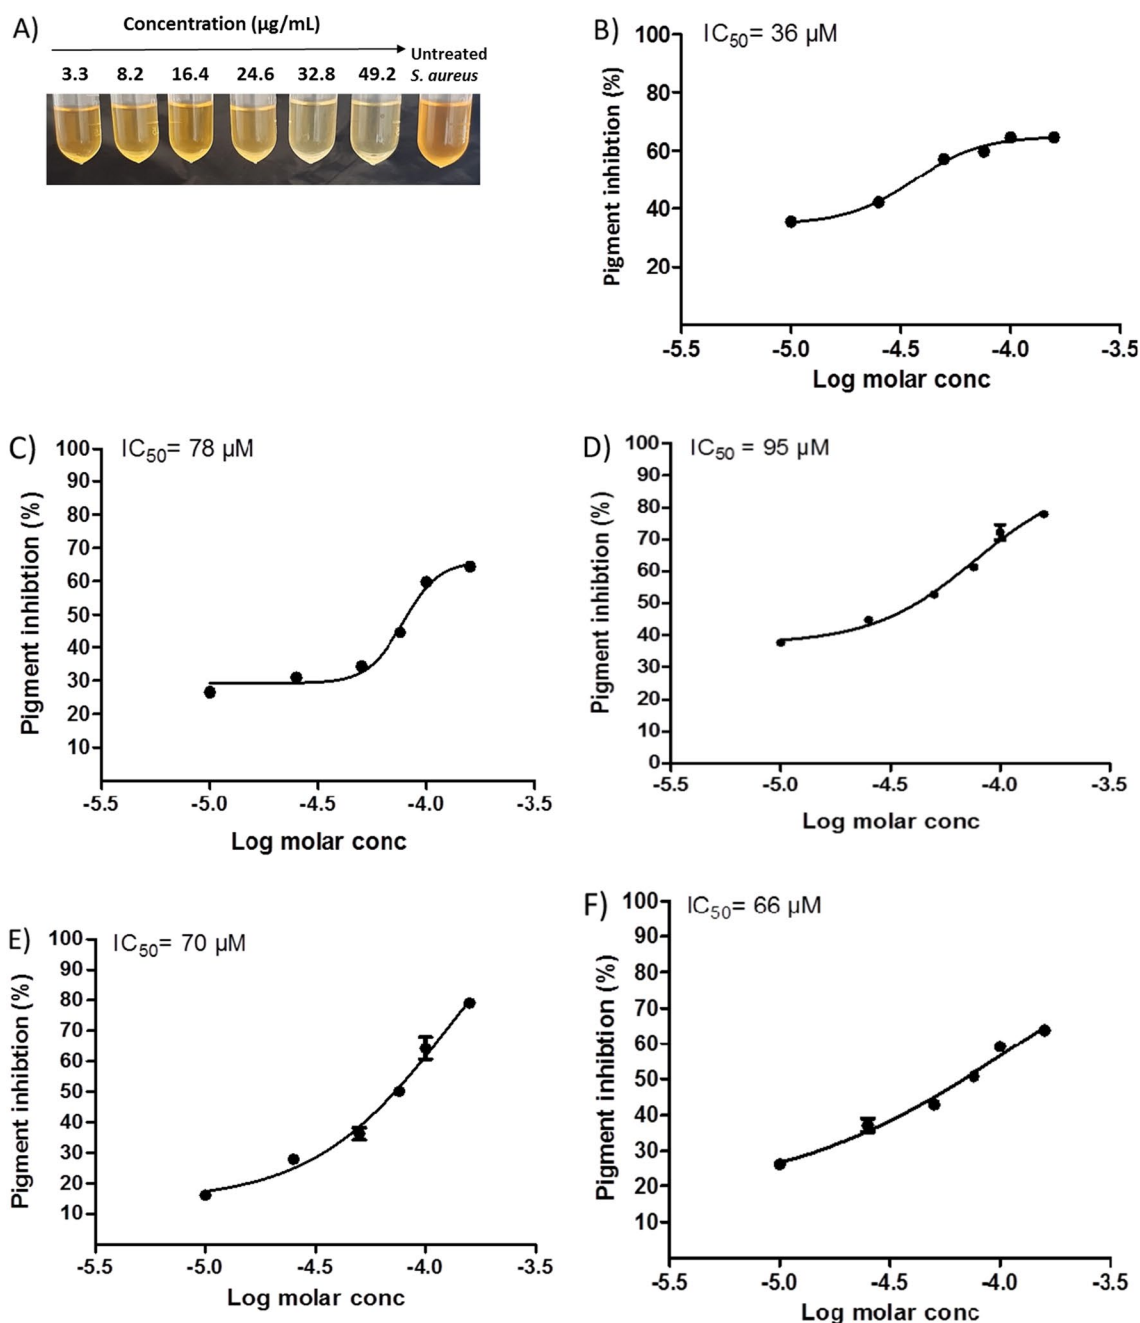 A)
Concentration (µg/mL)
3.3 8.2 16.4 24.6 32.8 49.2 Untreated
S. aureus
B)
IC50= 36 µM
Pigment inhibtion (%)
100
80
60
40
20
-5.5 -5.0 -4.5 -4.0 -3.5
Log molar conc
C)
IC50= 78 µM
Pigment inhibtion (%)
100
90
80
70
60
50
40
30
20
10
-5.5 -5.0 -4.5 -4.0 -3.5
Log molar conc
D)
IC50 = 95 µM
Pigment inhibtion (%)
100
90
80
70
60
50
40
30
20
10
0
-5.5 -5.0 -4.5 -4.0 -3.5
Log molar conc
E)
IC50= 70 µM
Pigment inhibtion (%)
100
90
80
70
60
50
40
30
20
10
-5.5 -5.0 -4.5 -4.0 -3.5
Log molar conc
F)
IC50= 66 µM
Pigment inhibtion (%)
100
90
80
70
60
50
40
30
20
10
-5.5 -5.0 -4.5 -4.0 -3.5
Log molar conc